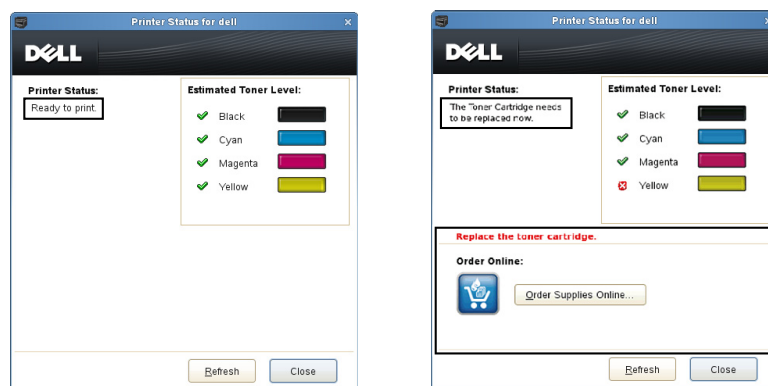 Printer Status for dell
DELL
Printer Status:
Ready to print.
Estimated Toner Level:
Black
Cyan
Magenta
Yellow
Refresh
Close
Printer Status for dell
DELL
Printer Status:
The Toner Cartridge needs
to be replaced now.
Estimated Toner Level:
Black
Cyan
Magenta
Yellow
Replace the toner cartridge.
Order Online:
Order Supplies Online...
Refresh
Close